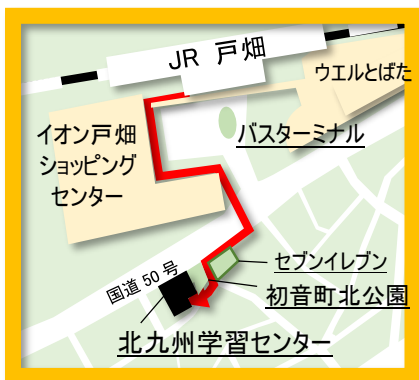 JR 戸畑
ウエルとばた
イオン戸畑
ショッピング
センター
バスターミナル
国道 50 号
セブンイレブン
初音町北公園
北九州学習センター